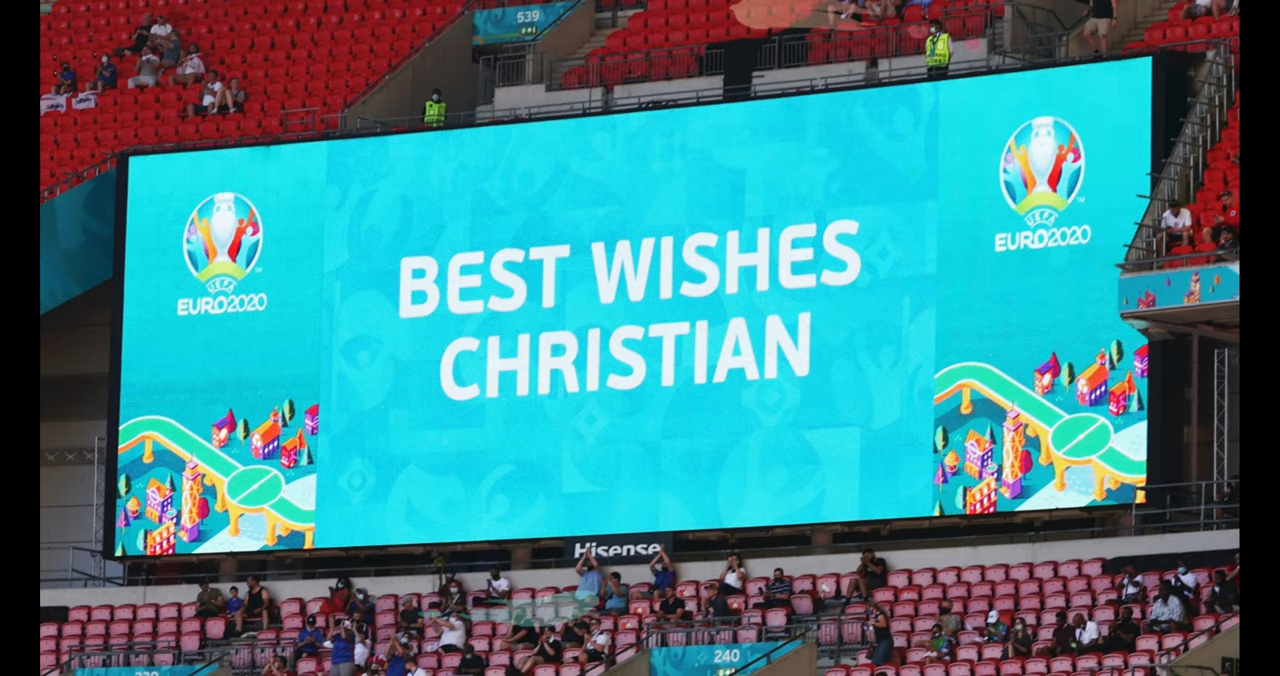 539
UEFA
EURO2020
BEST WISHES
CHRISTIAN
UEFA
EURO2020
Hisense
240